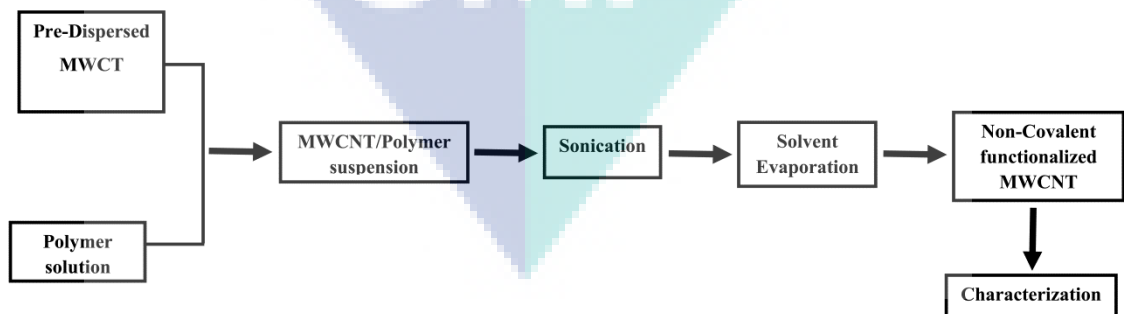 Pre-Dispersed
MWCT
MWCNT/Polymer
suspension
Sonication
Solvent
Evaporation
Non-Covalent
functionalized
MWCNT
Polymer
solution
Characterization